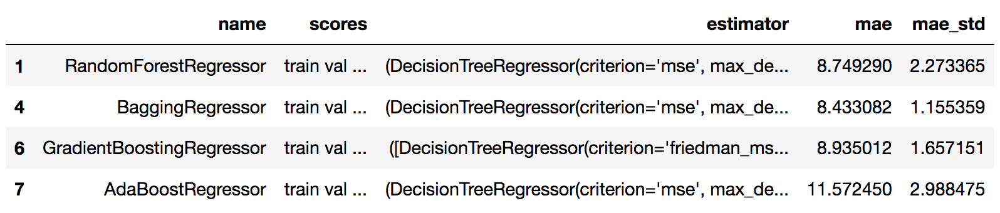 name scores estimator mae mae_std
1 RandomForestRegressor train val ... (DecisionTreeRegressor(criterion='mse', max_de... 8.749290 2.273365
4 BaggingRegressor train val ... (DecisionTreeRegressor(criterion='mse', max_de... 8.433082 1.155359
6 GradientBoostingRegressor train val ... ([DecisionTreeRegressor(criterion='friedman_ms... 8.935012 1.657151
7 AdaBoostRegressor train val ... (DecisionTreeRegressor(criterion='mse', max_de... 11.572450 2.988475